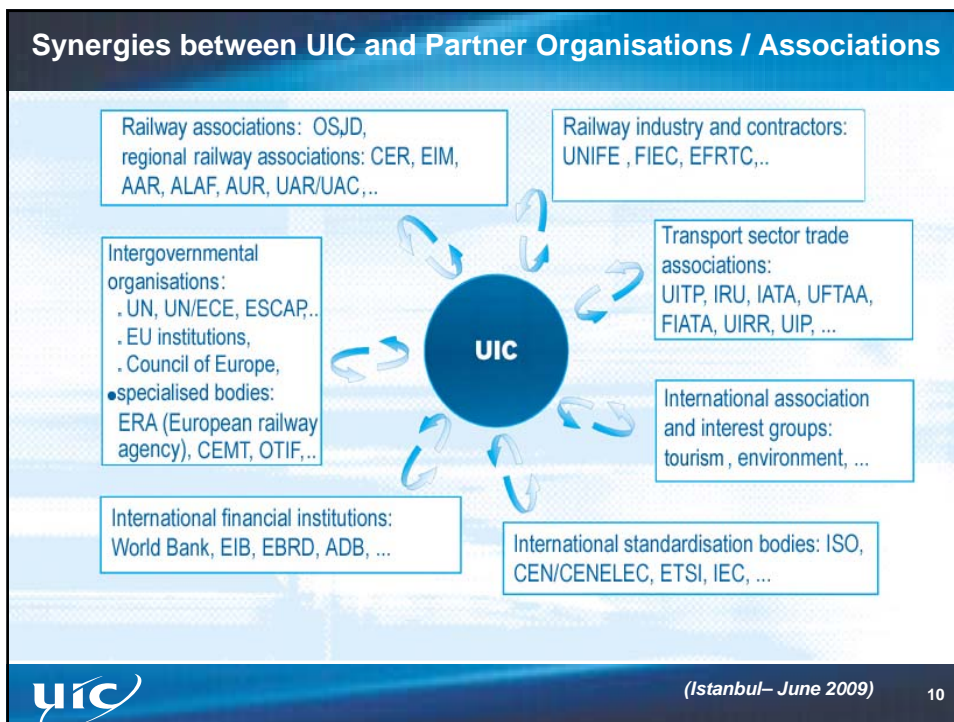 Synergies between UIC and Partner Organisations / Associations
Railway associations: OSJD,
regional railway associations: CER, EIM,
AAR, ALAF, AUR, UAR/UAC,..
Railway industry and contractors:
UNIFE , FIEC, EFRTC,..
Intergovernmental
organisations:
. UN, UN/ECE, ESCAP,..
. EU institutions,
. Council of Europe,
•specialised bodies:
ERA (European railway
agency), CEMT, OTIF,..
UIC
Transport sector trade
associations:
UITP, IRU, IATA, UFTAA,
FIATA, UIRR, UIP, ...
International association
and interest groups:
tourism , environment, ...
International financial institutions:
World Bank, EIB, EBRD, ADB, ...
International standardisation bodies: ISO,
CEN/CENELEC, ETSI, IEC, ...
uic
(Istanbul– June 2009)
10